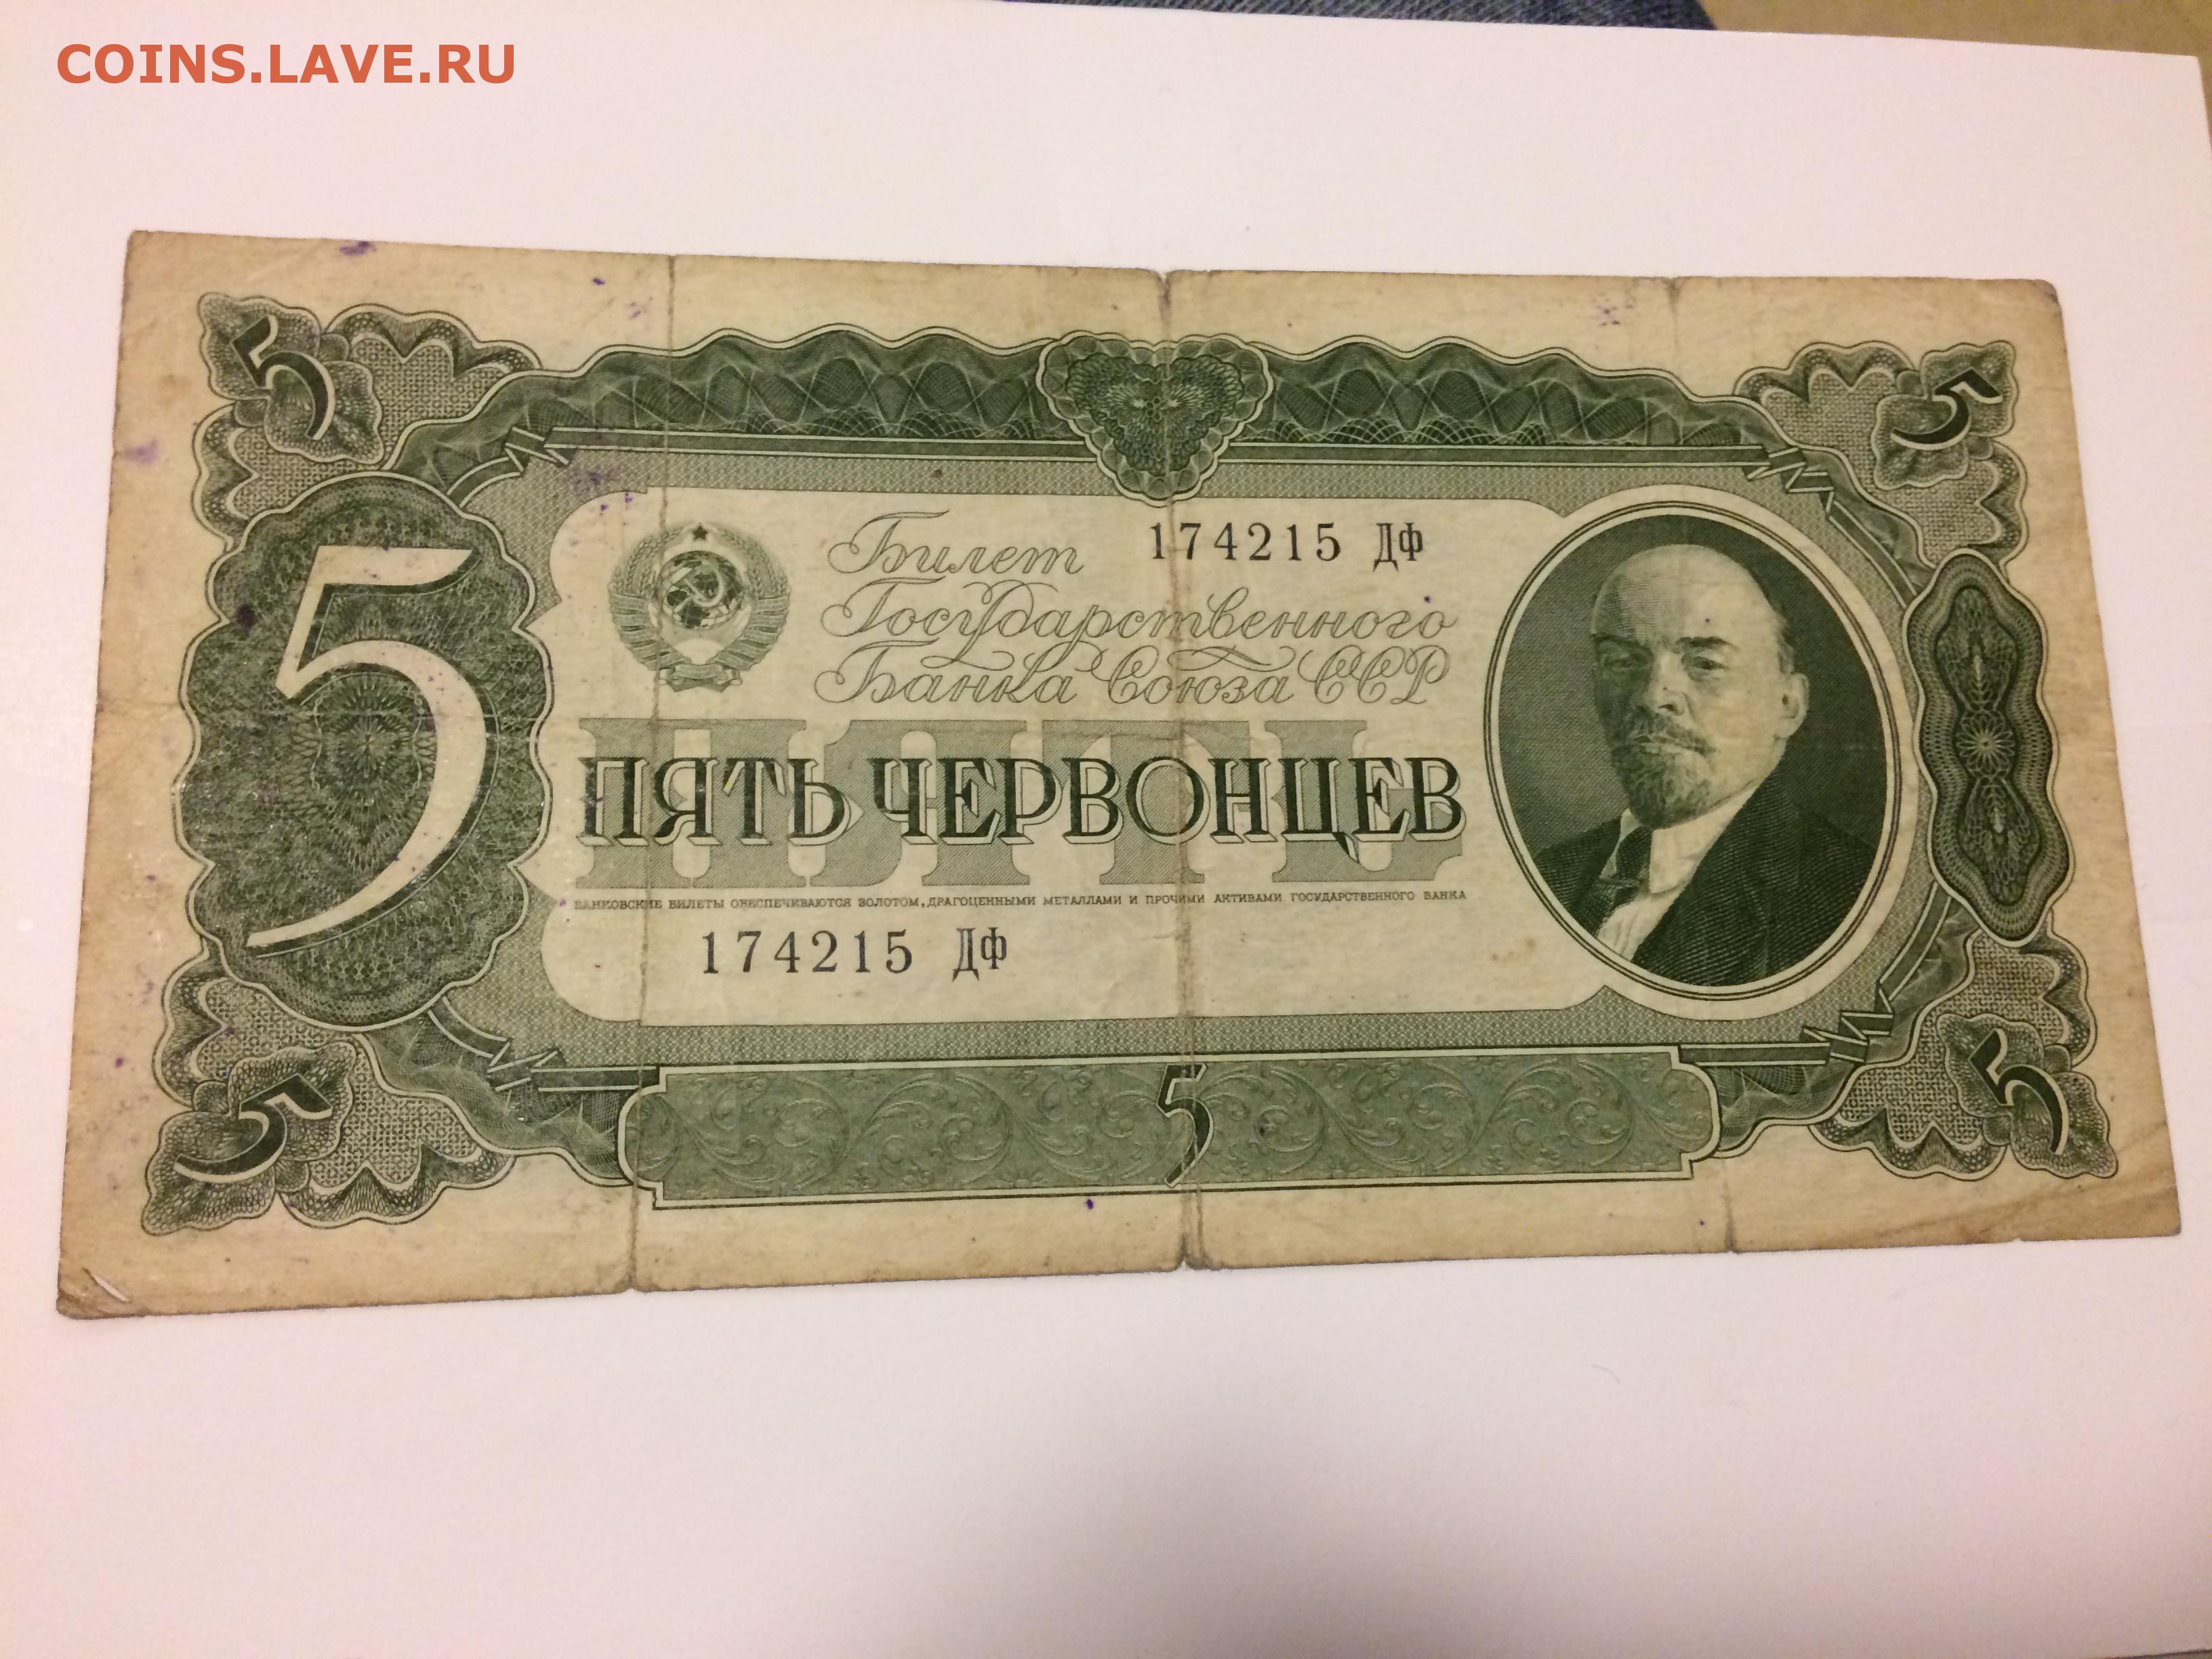 COINS.LAVE.RU
5
5
Билет 174215 ДФ
Государственного
Банка Союза ССР
5
ПЯТЬ
ПЯТЬ ЧЕРВОНЦЕВ
БАНКОВСКИЕ БИЛЕТЫ ОБЕСПЕЧИВАЮТСЯ ЗОЛОТОМ, ДРАГОЦЕННЫМИ МЕТАЛЛАМИ И ПРОЧИМИ АКТИВАМИ ГОСУДАРСТВЕННОГО БАНКА
174215 ДФ
5
5
5